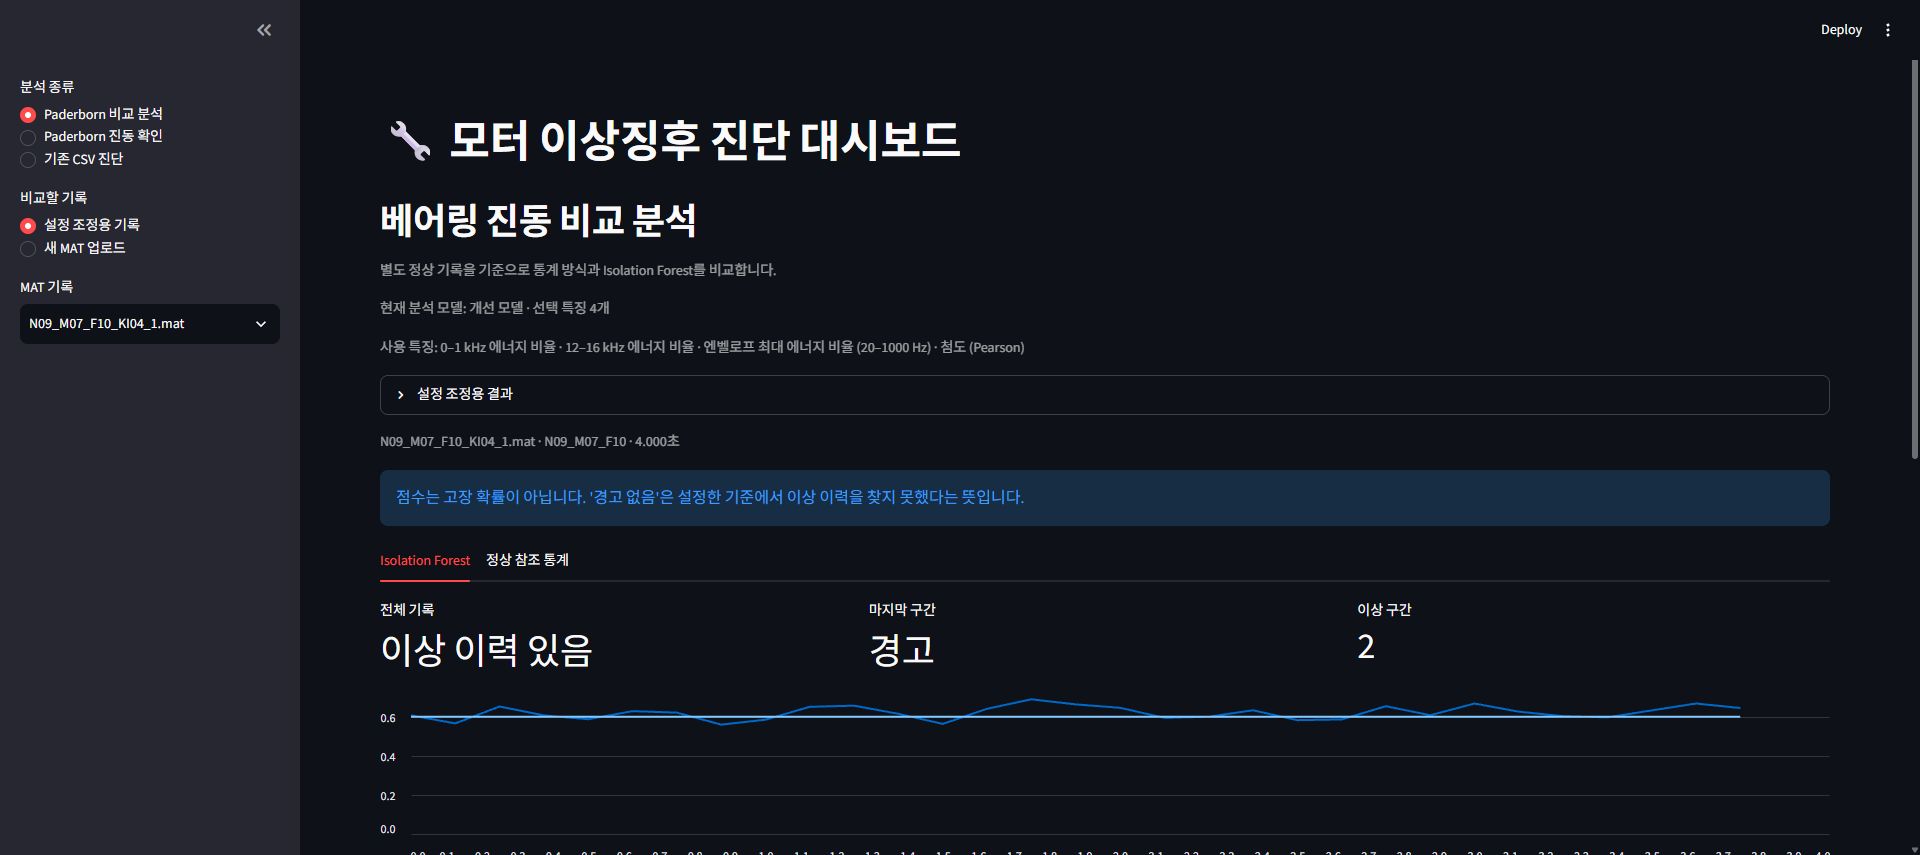 Deploy
분석 종류
Paderborn 비교 분석
Paderborn 진동 확인
기존 CSV 진단
비교할 기록
설정 조정용 기록
새 MAT 업로드
MAT 기록
N09_M07_F10_KI04_1.mat
모터 이상징후 진단 대시보드
베어링 진동 비교 분석
별도 정상 기록을 기준으로 통계 방식과 Isolation Forest를 비교합니다.
현재 분석 모델: 개선 모델 · 선택 특징 4개
사용 특징: 0–1 kHz 에너지 비율 · 12–16 kHz 에너지 비율 · 엔벨로프 최대 에너지 비율 (20–1000 Hz) · 첨도 (Pearson)
설정 조정용 결과
N09_M07_F10_KI04_1.mat · N09_M07_F10 · 4.000초
점수는 고장 확률이 아닙니다. '경고 없음'은 설정한 기준에서 이상 이력을 찾지 못했다는 뜻입니다.
Isolation Forest 정상 참조 통계
전체 기록 마지막 구간 이상 구간
이상 이력 있음 경고 2
0.6
0.4
0.2
0.0